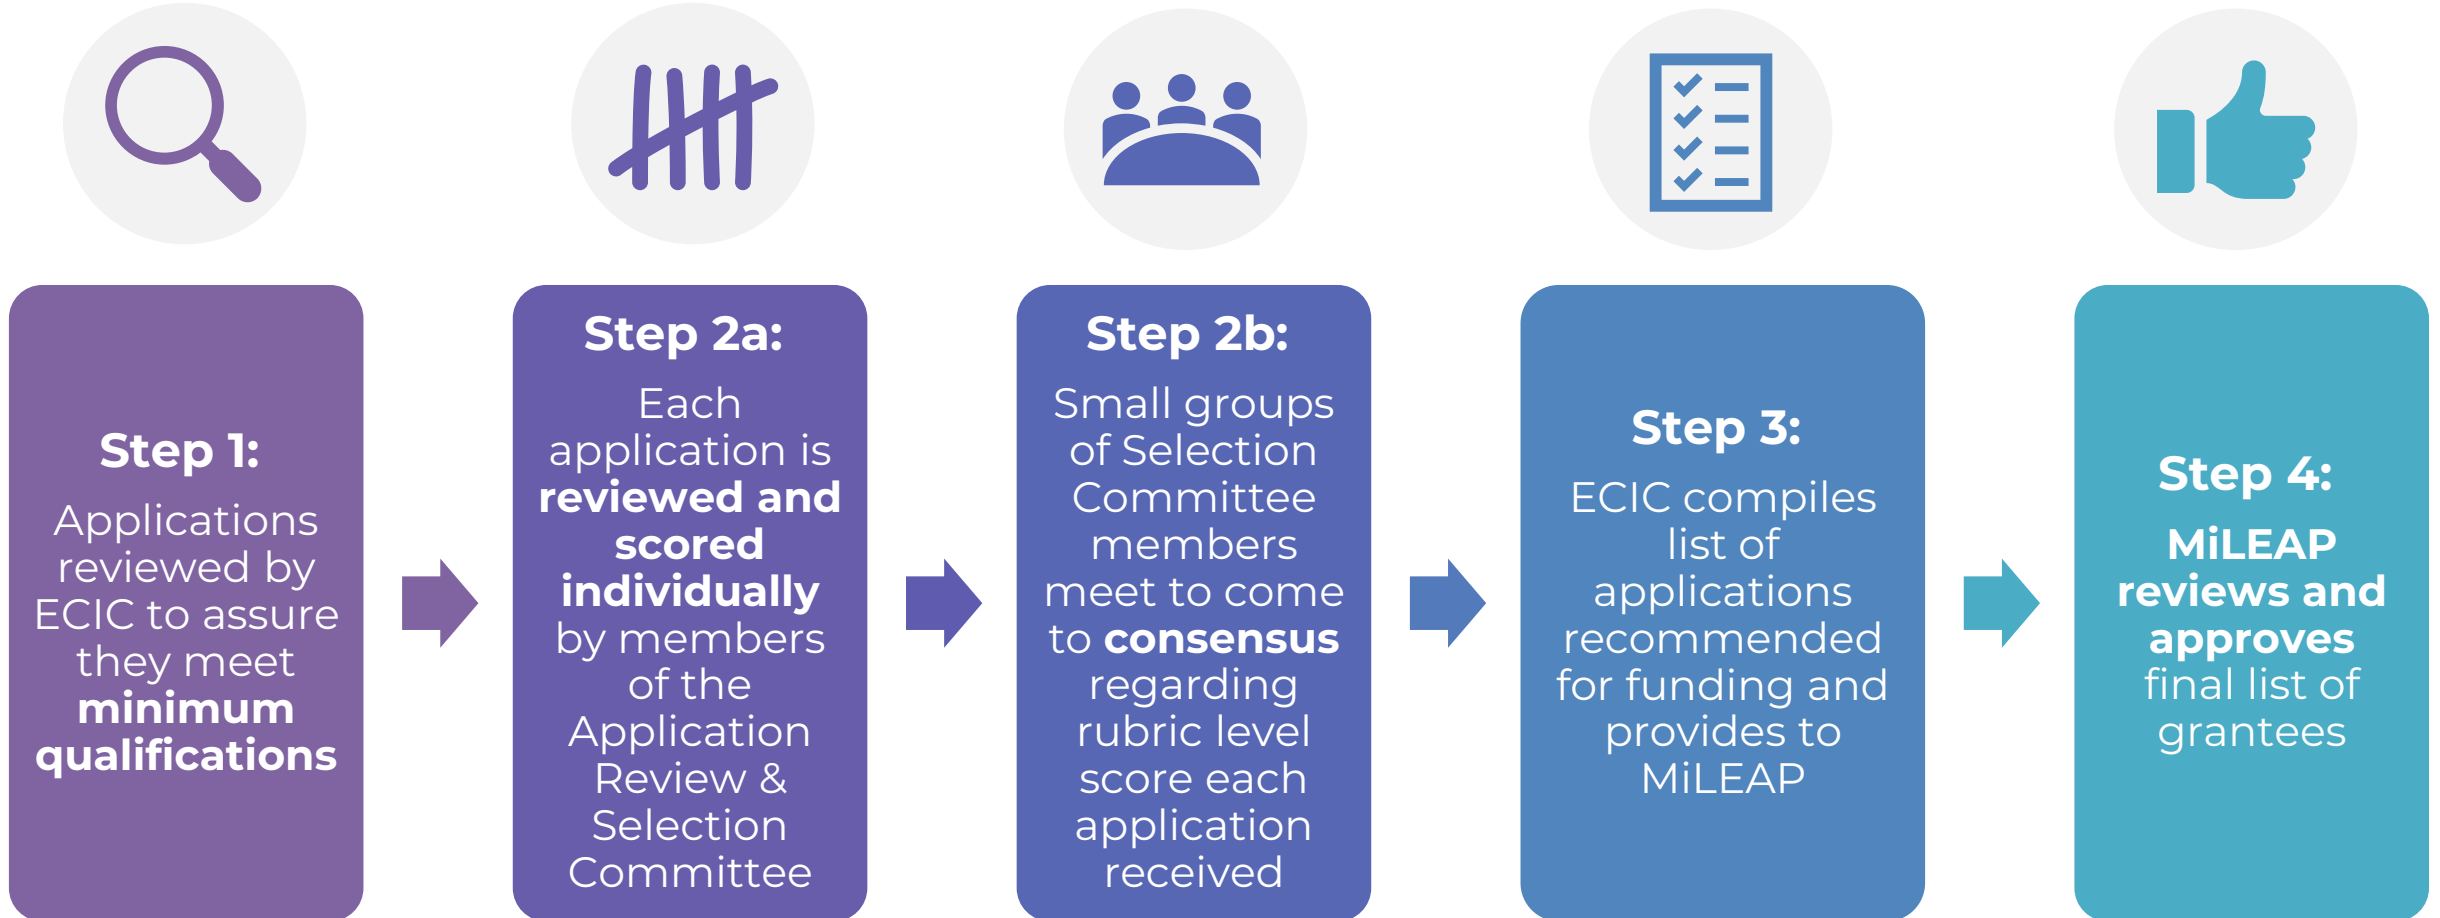 Step 1:
Applications
reviewed by
ECIC to assure
they meet
minimum
qualifications
Step 2a:
Each
application is
reviewed and
scored
individually
by members
of the
Application
Review &
Selection
Committee
Step 2b:
Small groups
of Selection
Committee
members
meet to come
to consensus
regarding
rubric level
score each
application
received
Step 3:
ECIC compiles
list of
applications
recommended
for funding and
provides to
MiLEAP
Step 4:
MiLEAP
reviews and
approves
final list of
grantees